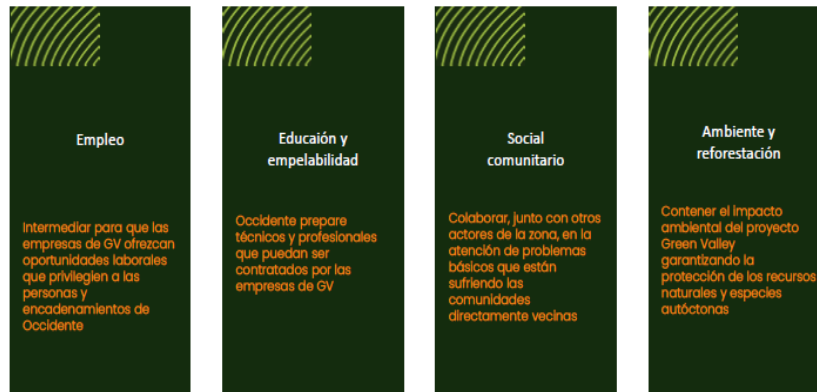 Empleo
Intermediar para que las
empresas de GV ofrezcan
oportunidades laborales
que privilegien a las
personas y
encadenamientos de
Occidente
Educaión y
empelabilidad
Occidente prepare
técnicos y profesionales
que puedan ser
contratados por las
empresas de GV
Social
comunitario
Colaborar, junto con otros
actores de la zona, en la
atención de problemas
básicos que están
sufriendo las
comunidades
directamente vecinas
Ambiente y
reforestación
Contener el impacto
ambiental del proyecto
Green Valley
garantizando la
protección de los recursos
naturales y especies
autóctonas